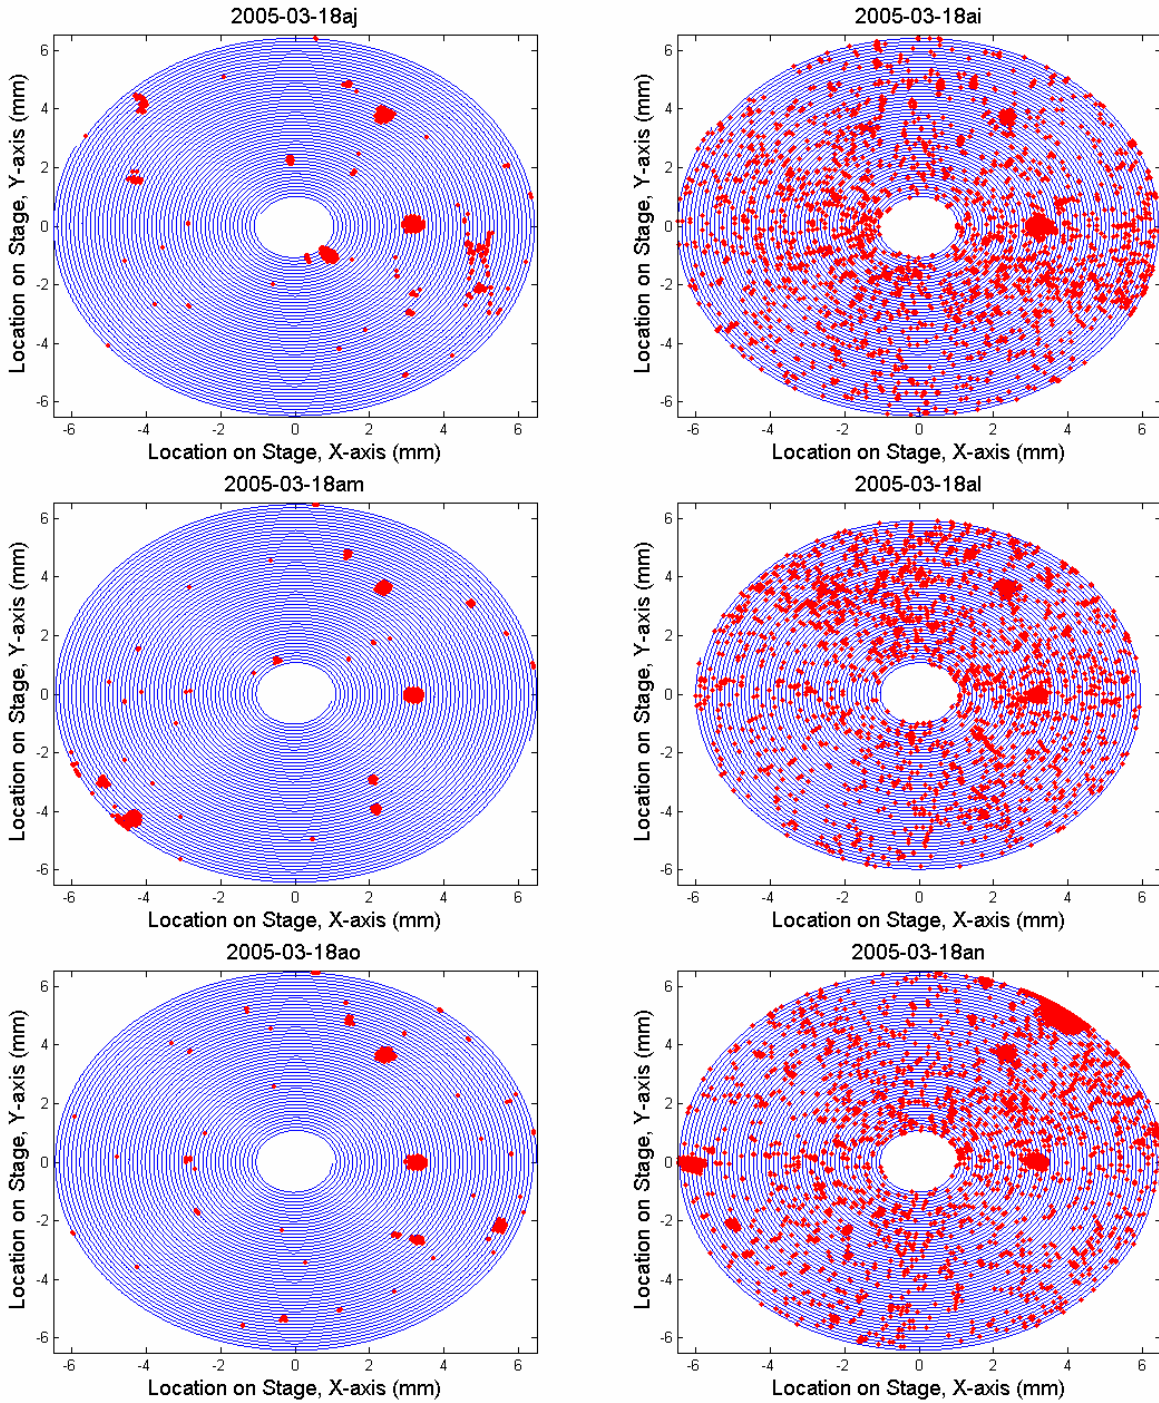 2005-03-18aj
Location on Stage, Y-axis (mm)
6
4
2
0
-2
-4
-6
-6 -4 -2 0 2 4 6
Location on Stage, X-axis (mm)
2005-03-18ai
Location on Stage, Y-axis (mm)
6
4
2
0
-2
-4
-6
-6 -4 -2 0 2 4 6
Location on Stage, X-axis (mm)
2005-03-18am
Location on Stage, Y-axis (mm)
6
4
2
0
-2
-4
-6
-6 -4 -2 0 2 4 6
Location on Stage, X-axis (mm)
2005-03-18al
Location on Stage, Y-axis (mm)
6
4
2
0
-2
-4
-6
-6 -4 -2 0 2 4 6
Location on Stage, X-axis (mm)
2005-03-18ao
Location on Stage, Y-axis (mm)
6
4
2
0
-2
-4
-6
-6 -4 -2 0 2 4 6
Location on Stage, X-axis (mm)
2005-03-18an
Location on Stage, Y-axis (mm)
6
4
2
0
-2
-4
-6
-6 -4 -2 0 2 4 6
Location on Stage, X-axis (mm)